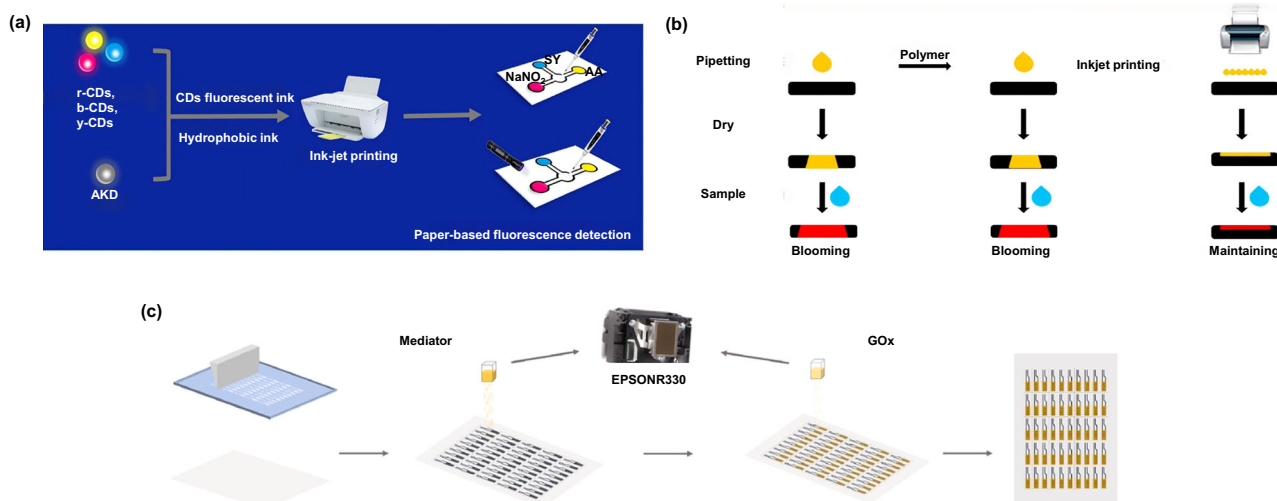 (a)
r-CDs,
b-CDs,
y-CDs
AKD
CDs fluorescent ink
Hydrophobic ink
Ink-jet printing
SY
NaNO₂
AA
Paper-based fluorescence detection
(b)
Pipetting
Polymer
Inkjet printing
Dry
Sample
Blooming
Blooming
Maintaining
(c)
Mediator
EPSONR330
GOx